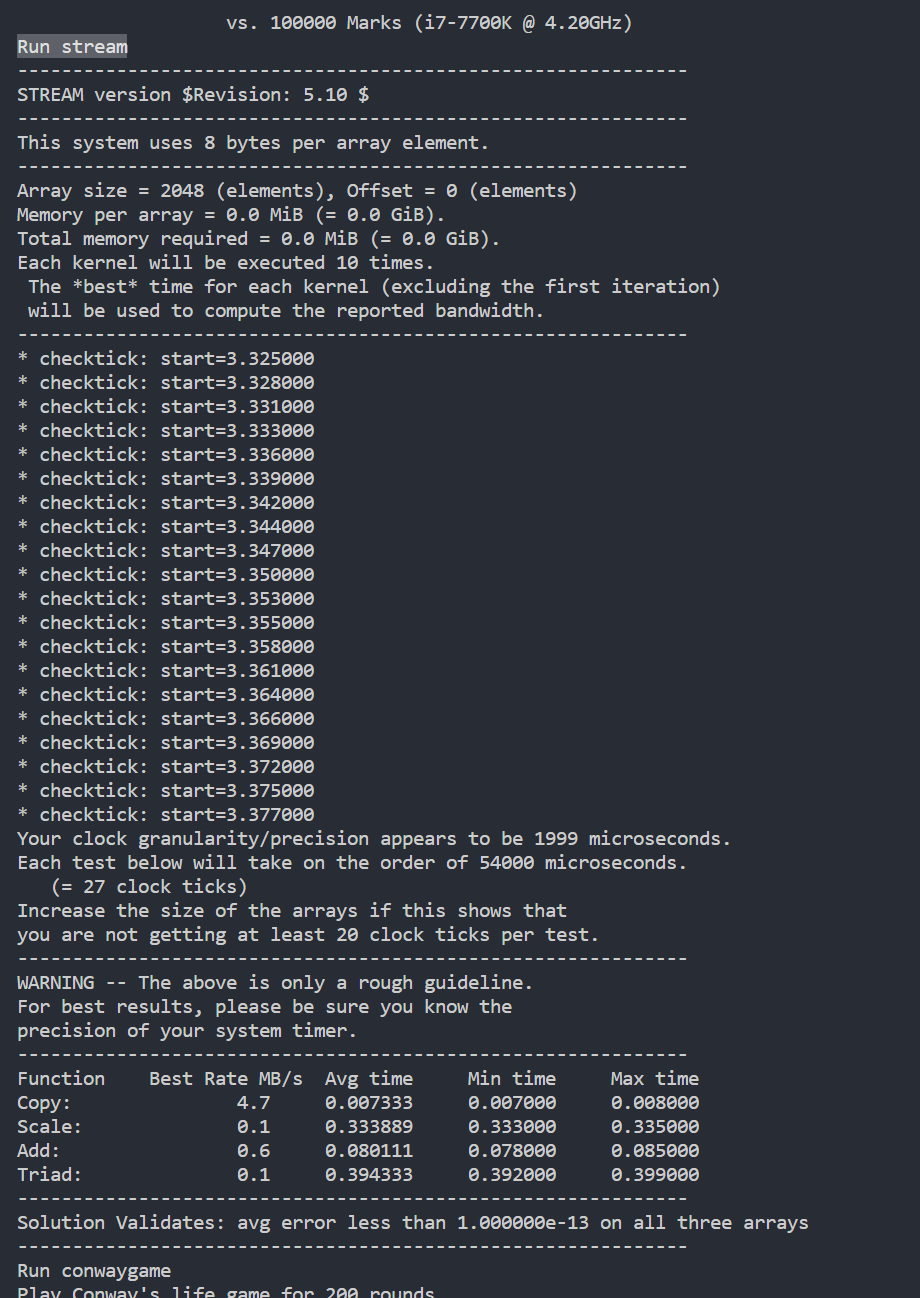 vs. 100000 Marks (i7-7700K @ 4.20GHz)
Run stream
-------------------------------------------------------------
STREAM version $Revision: 5.10 $
-------------------------------------------------------------
This system uses 8 bytes per array element.
-------------------------------------------------------------
Array size = 2048 (elements), Offset = 0 (elements)
Memory per array = 0.0 MiB (= 0.0 GiB).
Total memory required = 0.0 MiB (= 0.0 GiB).
Each kernel will be executed 10 times.
The *best* time for each kernel (excluding the first iteration)
will be used to compute the reported bandwidth.
-------------------------------------------------------------
* checktick: start=3.325000
* checktick: start=3.328000
* checktick: start=3.331000
* checktick: start=3.333000
* checktick: start=3.336000
* checktick: start=3.339000
* checktick: start=3.342000
* checktick: start=3.344000
* checktick: start=3.347000
* checktick: start=3.350000
* checktick: start=3.353000
* checktick: start=3.355000
* checktick: start=3.358000
* checktick: start=3.361000
* checktick: start=3.364000
* checktick: start=3.366000
* checktick: start=3.369000
* checktick: start=3.372000
* checktick: start=3.375000
* checktick: start=3.377000
Your clock granularity/precision appears to be 1999 microseconds.
Each test below will take on the order of 54000 microseconds.
(= 27 clock ticks)
Increase the size of the arrays if this shows that
you are not getting at least 20 clock ticks per test.
-------------------------------------------------------------
WARNING -- The above is only a rough guideline.
For best results, please be sure you know the
precision of your system timer.
-------------------------------------------------------------
Function    Best Rate MB/s  Avg time     Min time     Max time
Copy:               4.7     0.007333     0.007000     0.008000
Scale:              0.1     0.333889     0.333000     0.335000
Add:                0.6     0.080111     0.078000     0.085000
Triad:              0.1     0.394333     0.392000     0.399000
-------------------------------------------------------------
Solution Validates: avg error less than 1.000000e-13 on all three arrays
-------------------------------------------------------------
Run conwaygame
Play Conway's life game for 200 rounds